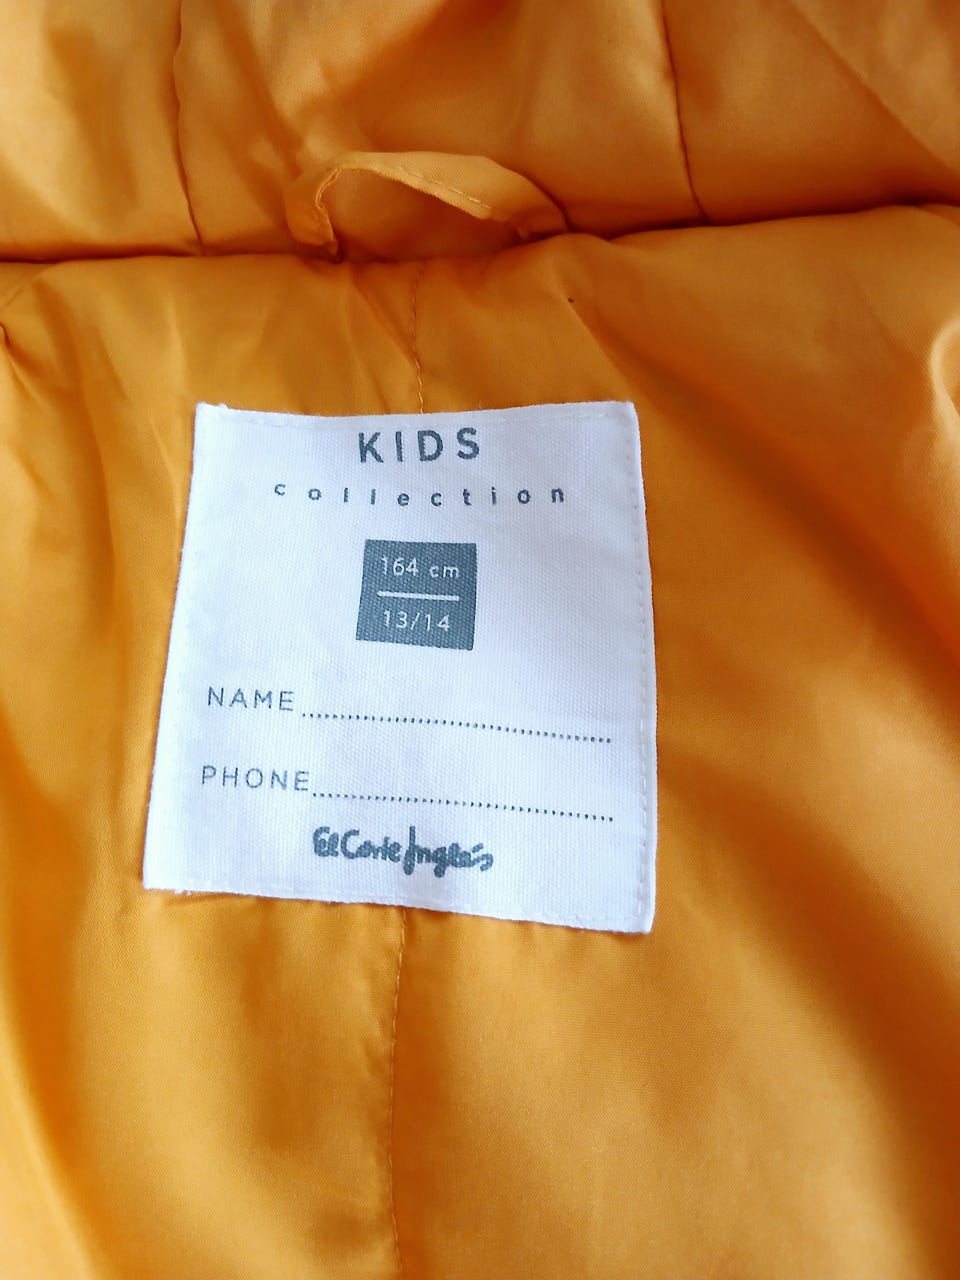 KIDS
collection
164 cm
13/14
NAME
PHONE
El Corte Inglés